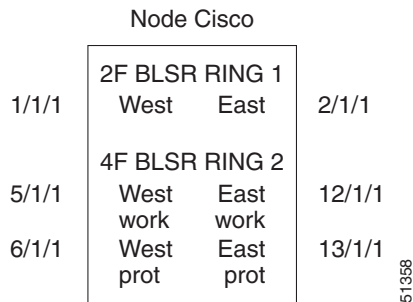 Node Cisco
2F BLSR RING 1
1/1/1 West East 2/1/1
4F BLSR RING 2
5/1/1 West East 12/1/1
work work
6/1/1 West East 13/1/1
prot prot
51358